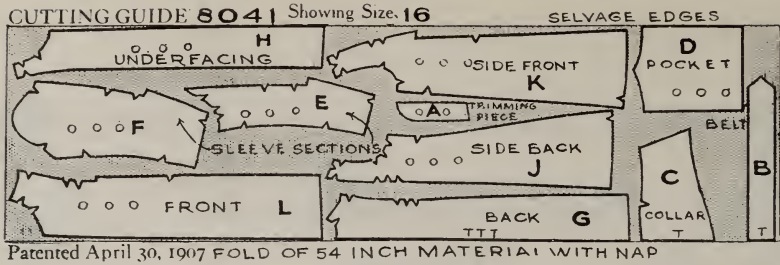 CUTTING GUIDE 8041 Showing Size 16 SELVAGE EDGES
H
UNDERFACING
SIDE FRONT
K
D
POCKET
E
F
A
TRIMMING
PIECE
BELT
SLEEVE SECTIONS
SIDE BACK
J
C
B
FRONT L
BACK G
TTT
COLLAR
T
T
Patented April 30, 1907 FOLD OF 54 INCH MATERIAL WITH NAP